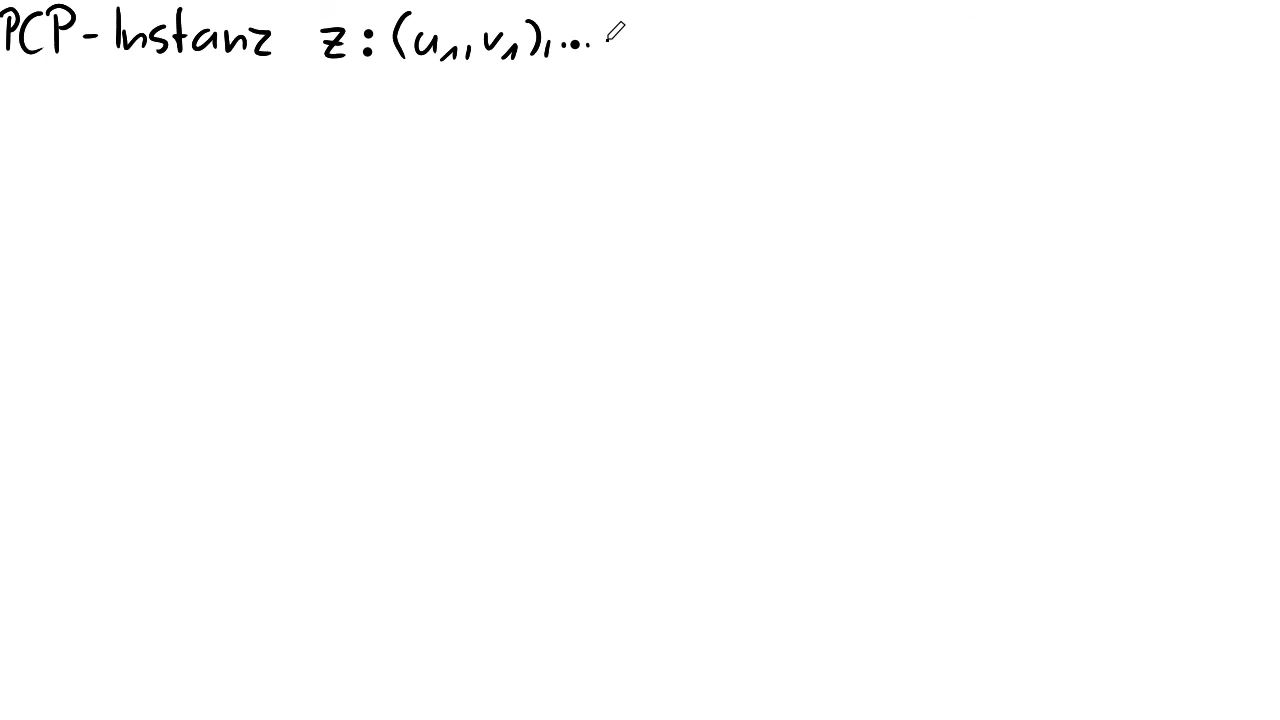 PCP-Instanz z: (u₁, v₁), ...